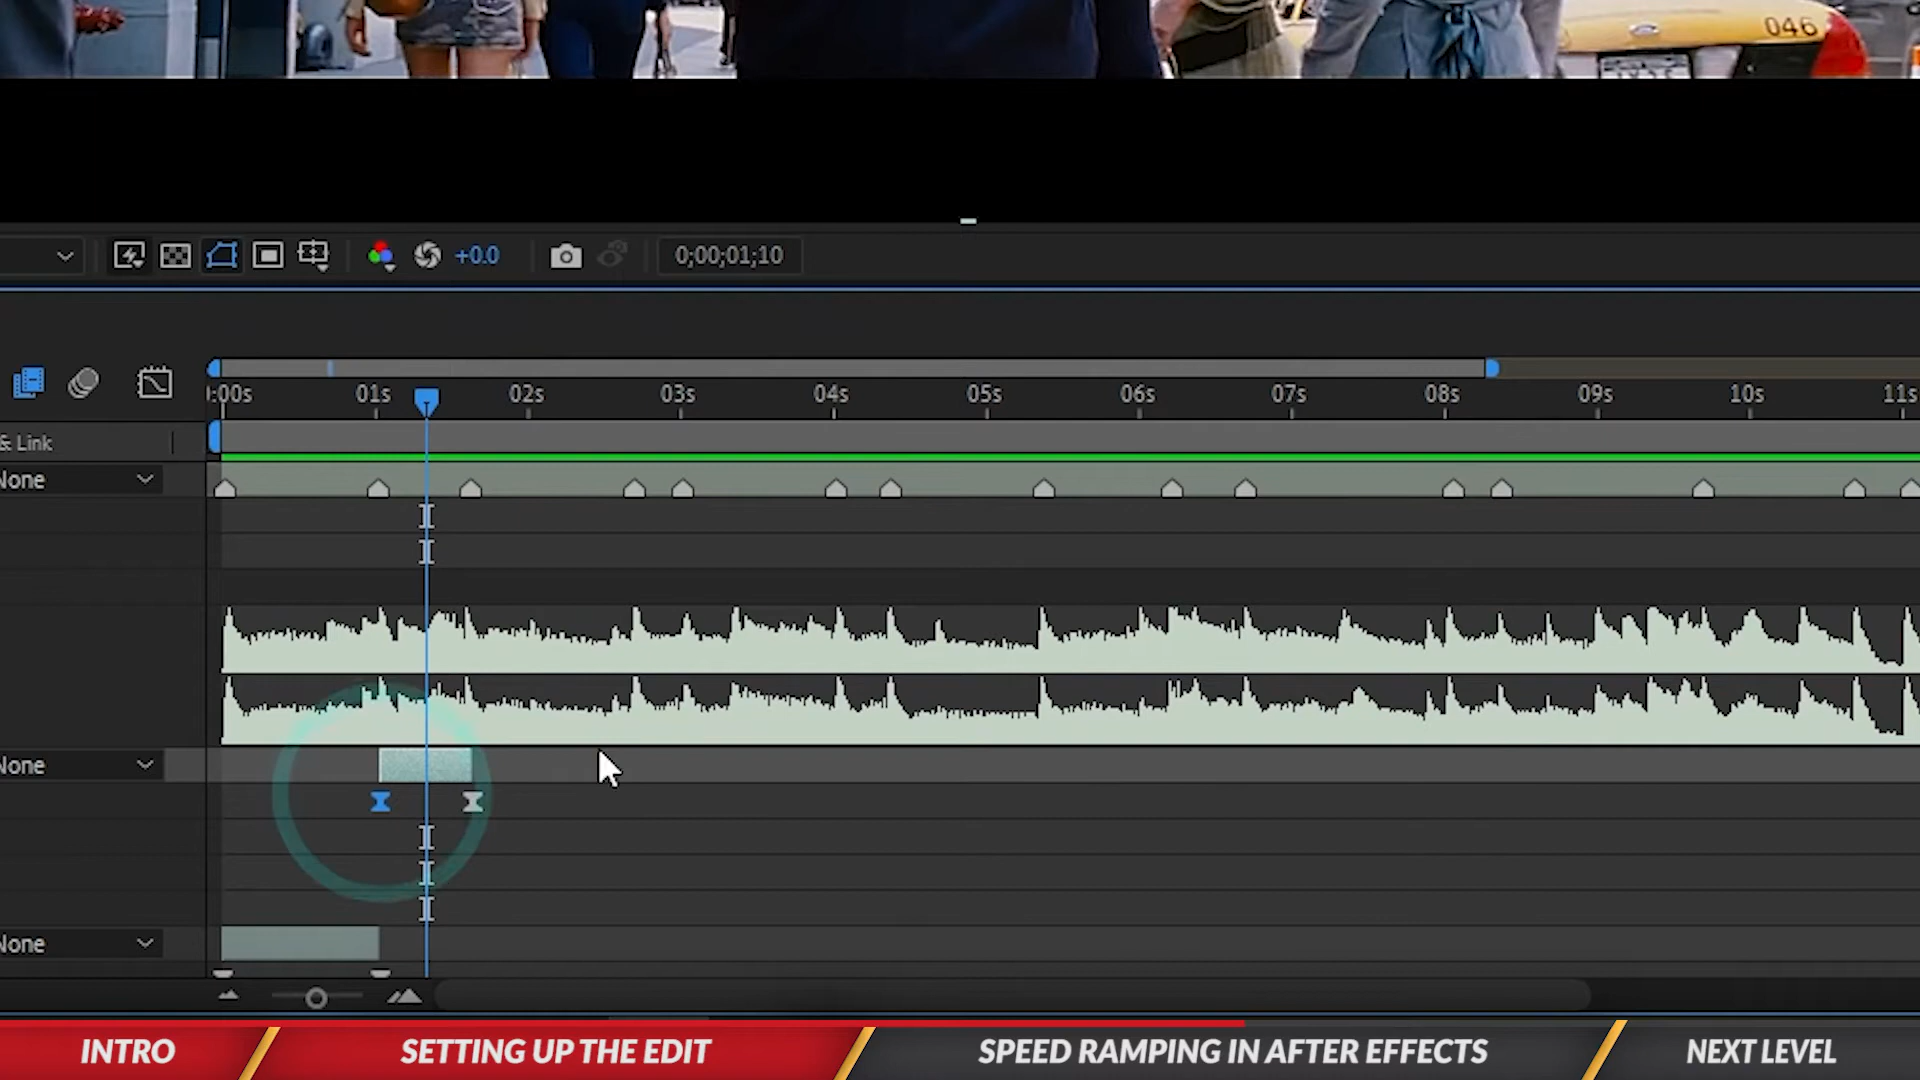 046
+0.0
0;00;01;10
:00s 01s 02s 03s 04s 05s 06s 07s 08s 09s 10s 11s
& Link
None
None
None
INTRO
SETTING UP THE EDIT
SPEED RAMPING IN AFTER EFFECTS
NEXT LEVEL